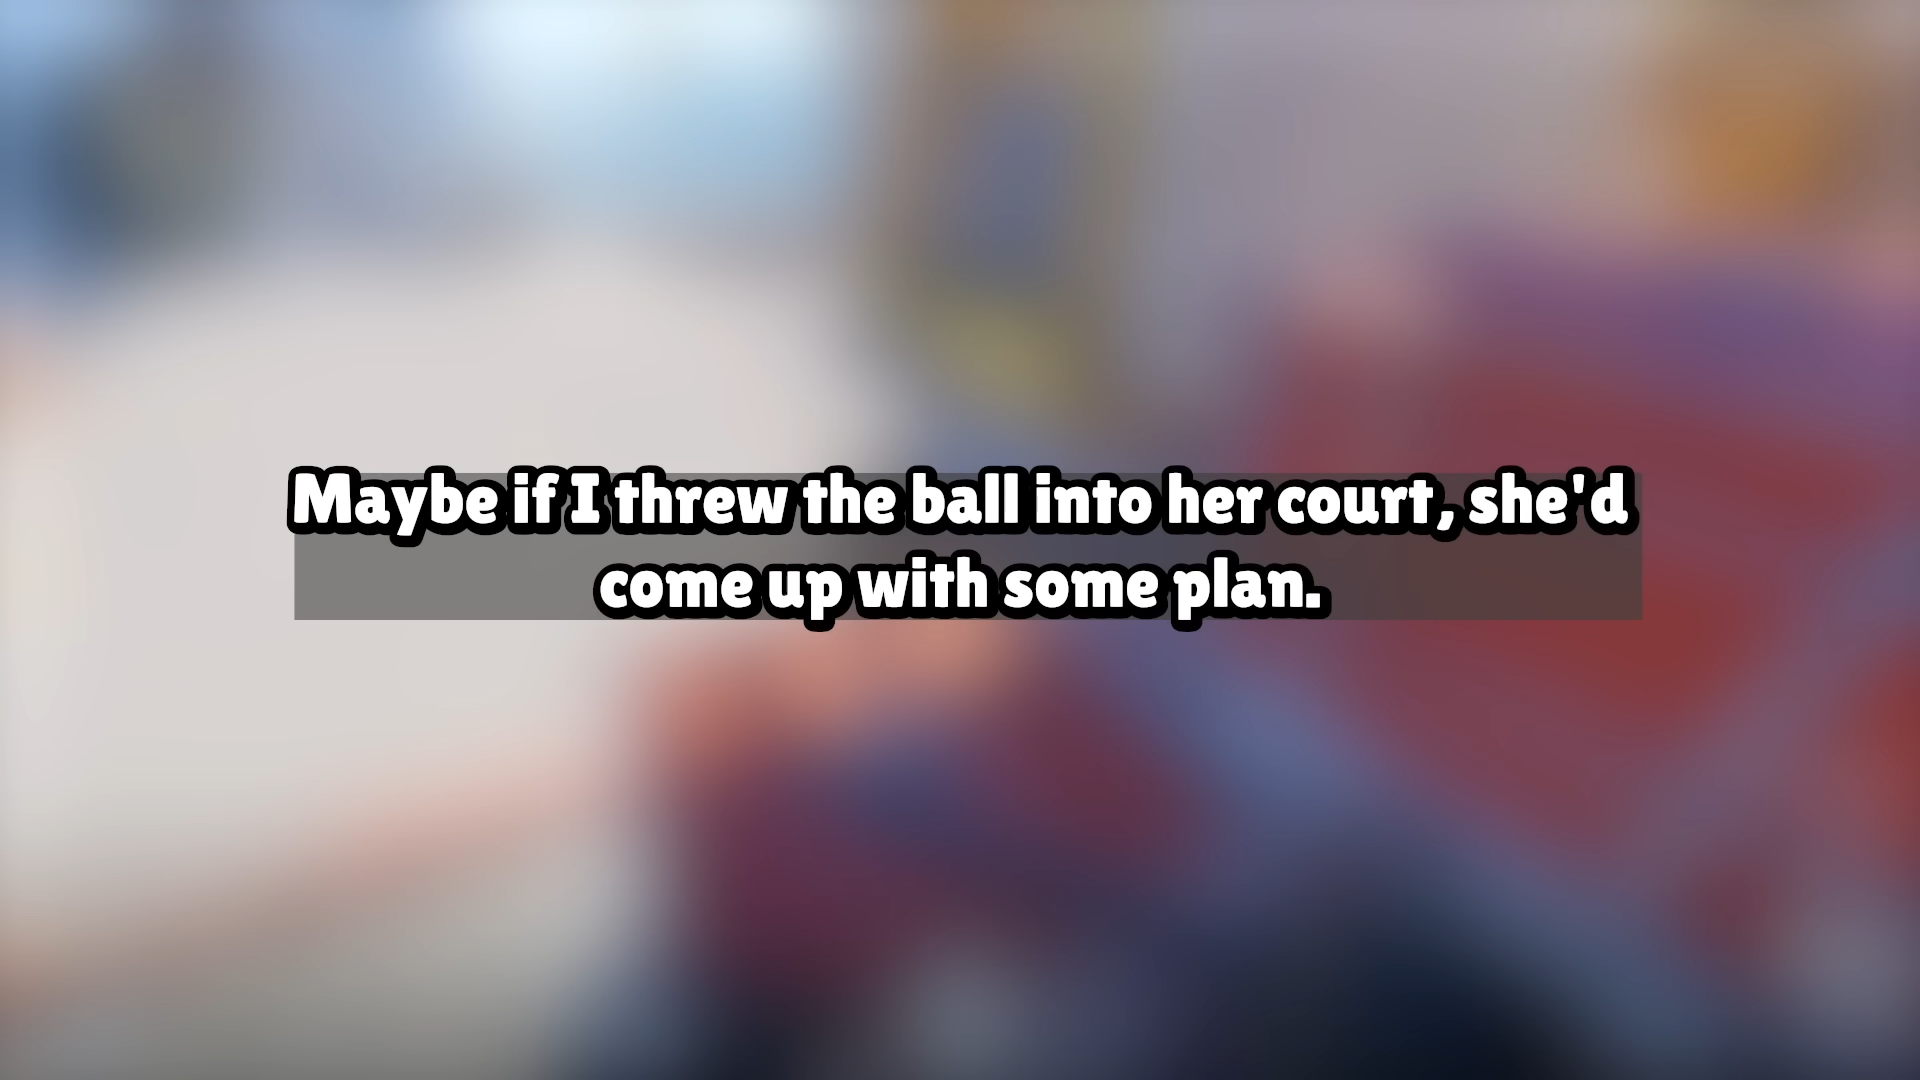 Maybe if I threw the ball into her court, she'd
come up with some plan.